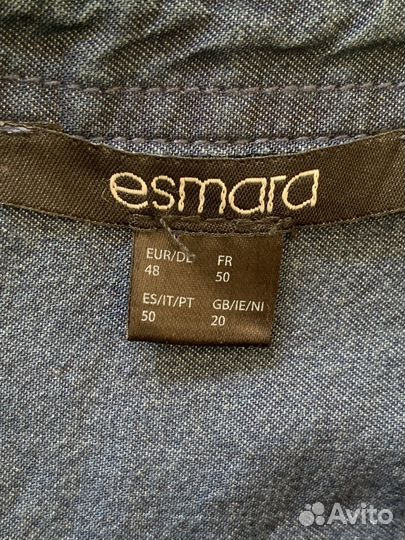 esmara
EUR/DE FR
48 50
ES/IT/PT GB/IE/NI
50 20
Avito